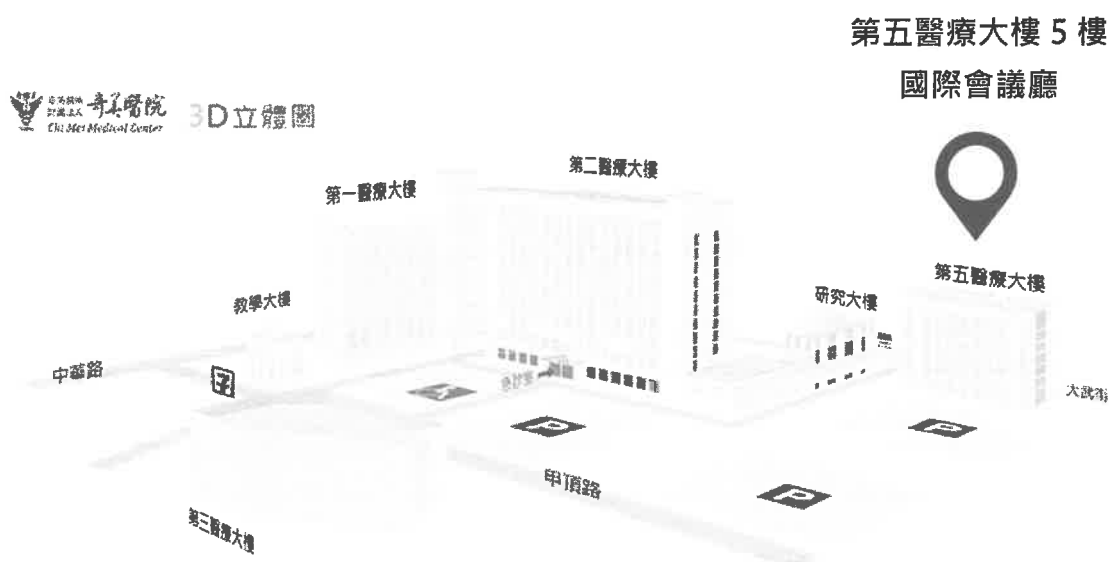 第五醫療大樓 5 樓
國際會議廳
奇美醫院
Chi Mei Medical Center
3D立體圖
第二醫療大樓
第一醫療大樓
第五醫療大樓
研究大樓
教學大樓
中華路
大武街
P
P
P
甲頂路
第三醫療大樓